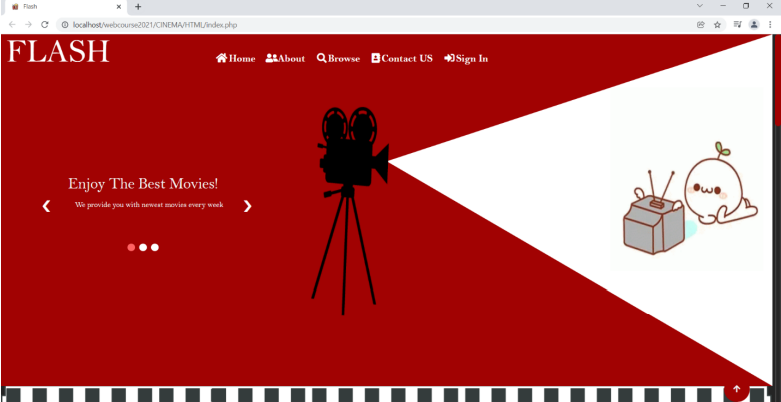 Flash
localhost/webcourse2021/CINEMA/HTML/index.php
FLASH
Home About Browse Contact US Sign In
Enjoy The Best Movies!
We provide you with newest movies every week